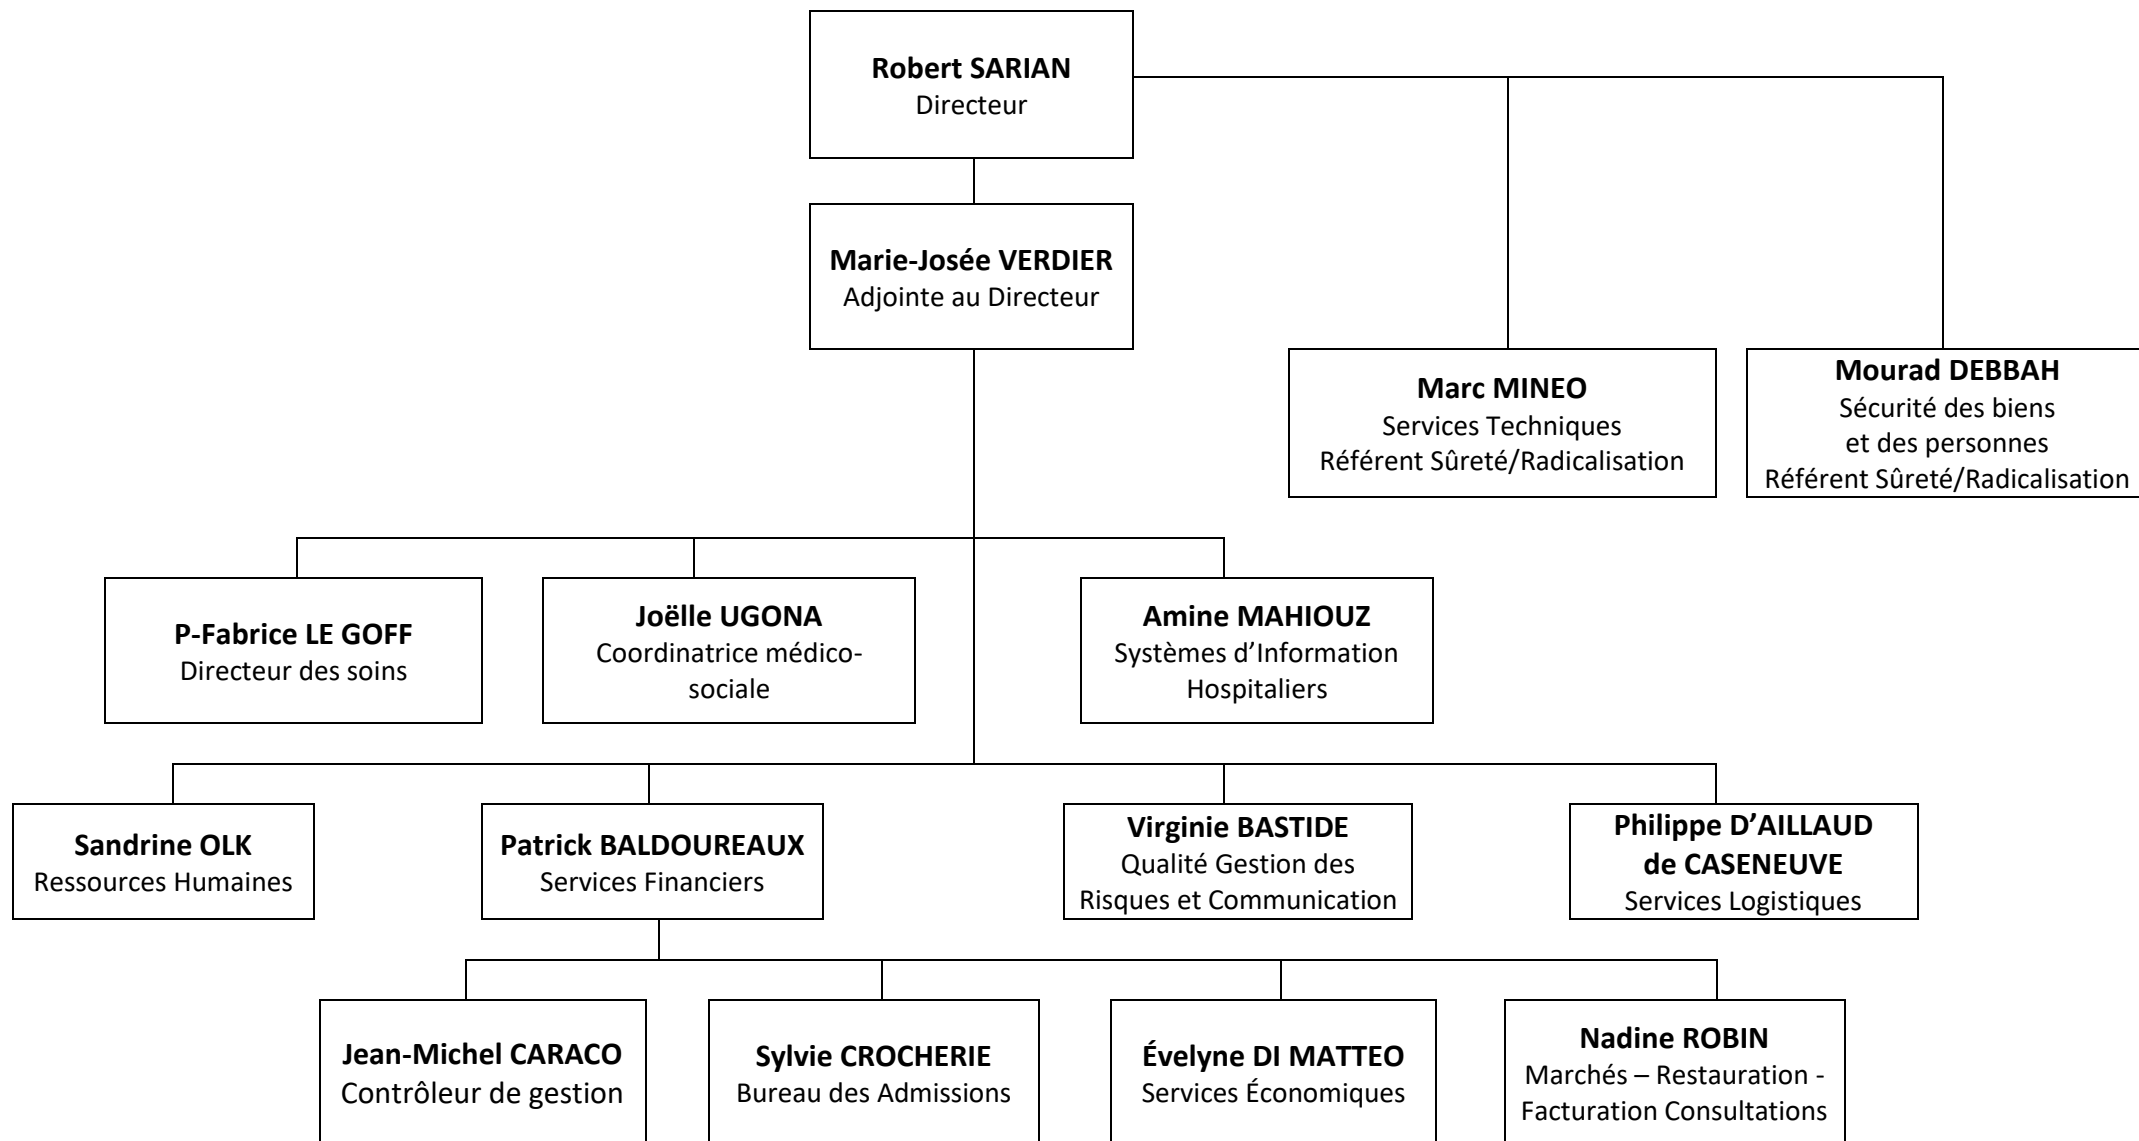 Robert SARIAN
Directeur
Marie-Josée VERDIER
Adjointe au Directeur
Marc MINEO
Services Techniques
Référent Sûreté/Radicalisation
Mourad DEBBAH
Sécurité des biens
et des personnes
Référent Sûreté/Radicalisation
P-Fabrice LE GOFF
Directeur des soins
Joëlle UGONA
Coordinatrice médico-
sociale
Amine MAHIOUZ
Systèmes d’Information
Hospitaliers
Sandrine OLK
Ressources Humaines
Patrick BALDOUREAUX
Services Financiers
Virginie BASTIDE
Qualité Gestion des
Risques et Communication
Philippe D’AILLAUD
de CASENEUVE
Services Logistiques
Jean-Michel CARACO
Contrôleur de gestion
Sylvie CROCHERIE
Bureau des Admissions
Évelyne DI MATTEO
Services Économiques
Nadine ROBIN
Marchés – Restauration -
Facturation Consultations